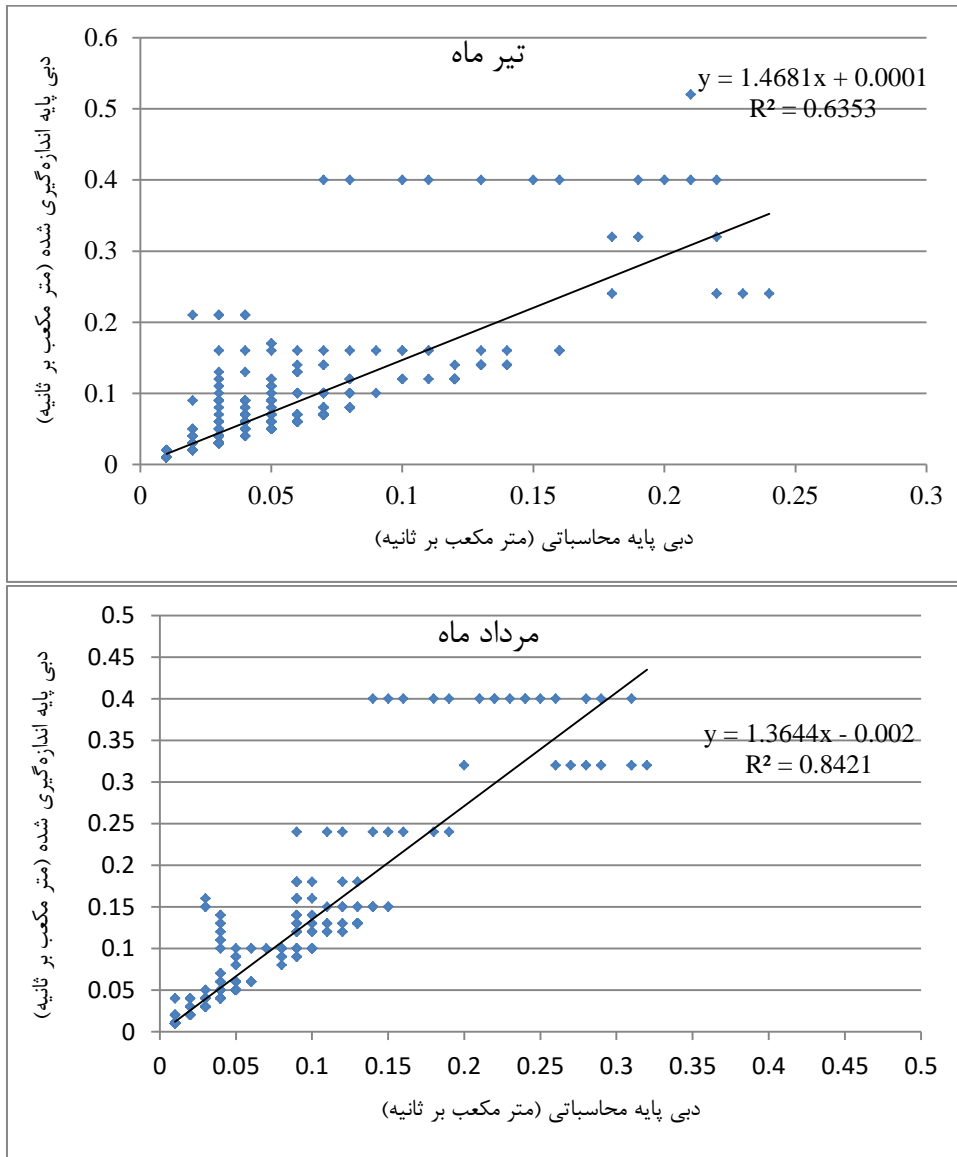 تیر ماه
y = 1.4681x + 0.0001
R² = 0.6353
دبی پایه اندازه‌گیری شده (متر مکعب بر ثانیه)
0.6
0.5
0.4
0.3
0.2
0.1
0
0 0.05 0.1 0.15 0.2 0.25 0.3
دبی پایه محاسباتی (متر مکعب بر ثانیه)
مرداد ماه
y = 1.3644x - 0.002
R² = 0.8421
دبی پایه اندازه‌گیری شده (متر مکعب بر ثانیه)
0.5
0.45
0.4
0.35
0.3
0.25
0.2
0.15
0.1
0.05
0
0 0.05 0.1 0.15 0.2 0.25 0.3 0.35 0.4 0.45 0.5
دبی پایه محاسباتی (متر مکعب بر ثانیه)